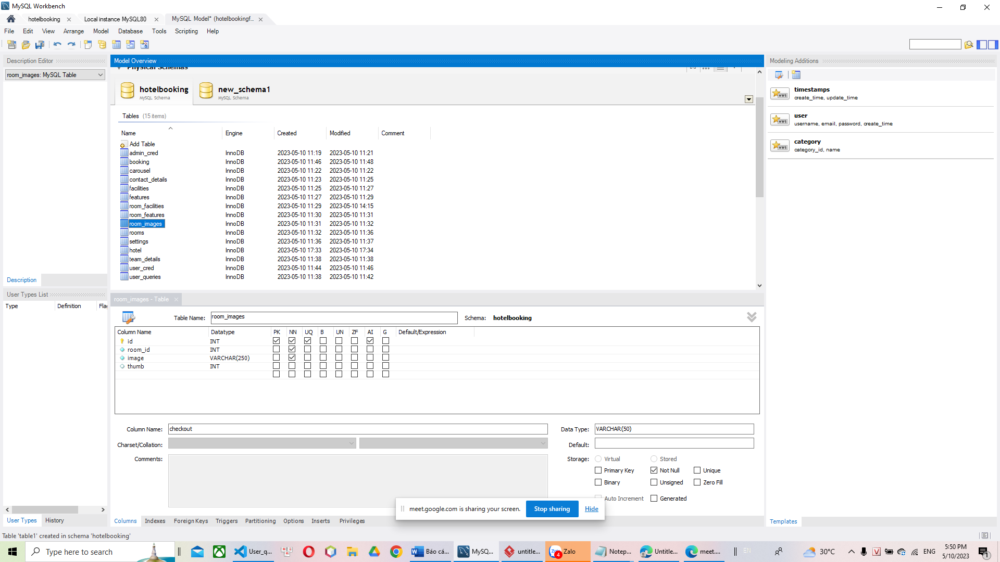 MySQL Workbench
hotelbooking
Local instance MySQL80
MySQL Model* (hotelbookingf...
File Edit View Arrange Model Database Tools Scripting Help
Description Editor
room_images: MySQL Table
Description
User Types List
Type Definition Flag
User Types History
Model Overview
Physical Schemas
hotelbooking
MySQL Schema
new_schema1
MySQL Schema
Tables (15 items)
Name Engine Created Modified Comment
Add Table
admin_cred InnoDB 2023-05-10 11:19 2023-05-10 11:21
booking InnoDB 2023-05-10 11:46 2023-05-10 11:48
carousel InnoDB 2023-05-10 11:22 2023-05-10 11:22
contact_details InnoDB 2023-05-10 11:23 2023-05-10 11:25
facilities InnoDB 2023-05-10 11:25 2023-05-10 11:27
features InnoDB 2023-05-10 11:27 2023-05-10 11:29
room_facilities InnoDB 2023-05-10 11:29 2023-05-10 14:15
room_features InnoDB 2023-05-10 11:30 2023-05-10 11:31
room_images InnoDB 2023-05-10 11:31 2023-05-10 11:32
rooms InnoDB 2023-05-10 11:32 2023-05-10 11:36
settings InnoDB 2023-05-10 11:36 2023-05-10 11:37
hotel InnoDB 2023-05-10 17:33 2023-05-10 17:34
team_details InnoDB 2023-05-10 11:38 2023-05-10 11:38
user_cred InnoDB 2023-05-10 11:44 2023-05-10 11:46
user_queries InnoDB 2023-05-10 11:38 2023-05-10 11:42
room_images - Table
Table Name: room_images Schema: hotelbooking
Column Name Datatype PK NN UQ B UN ZF AI G Default/Expression
id INT
room_id INT
image VARCHAR(250)
thumb INT
Column Name: checkout Data Type: VARCHAR(50)
Charset/Collation: Default:
Comments: Storage: Virtual Stored
Primary Key Not Null Unique
Binary Unsigned Zero Fill
Auto Increment Generated
meet.google.com is sharing your screen. Stop sharing Hide
Columns Indexes Foreign Keys Triggers Partitioning Options Inserts Privileges
Modeling Additions
timestamps
MWB create_time, update_time
user
MWB username, email, password, create_time
category
MWB category_id, name
Templates
Table 'table1' created in schema 'hotelbooking'
Type here to search
User_q...
Báo cá...
MySQ...
untitle...
Zalo
4
Notep...
Untitle...
meet....
EN
30°C
V
ENG
5:50 PM
5/10/2023
1